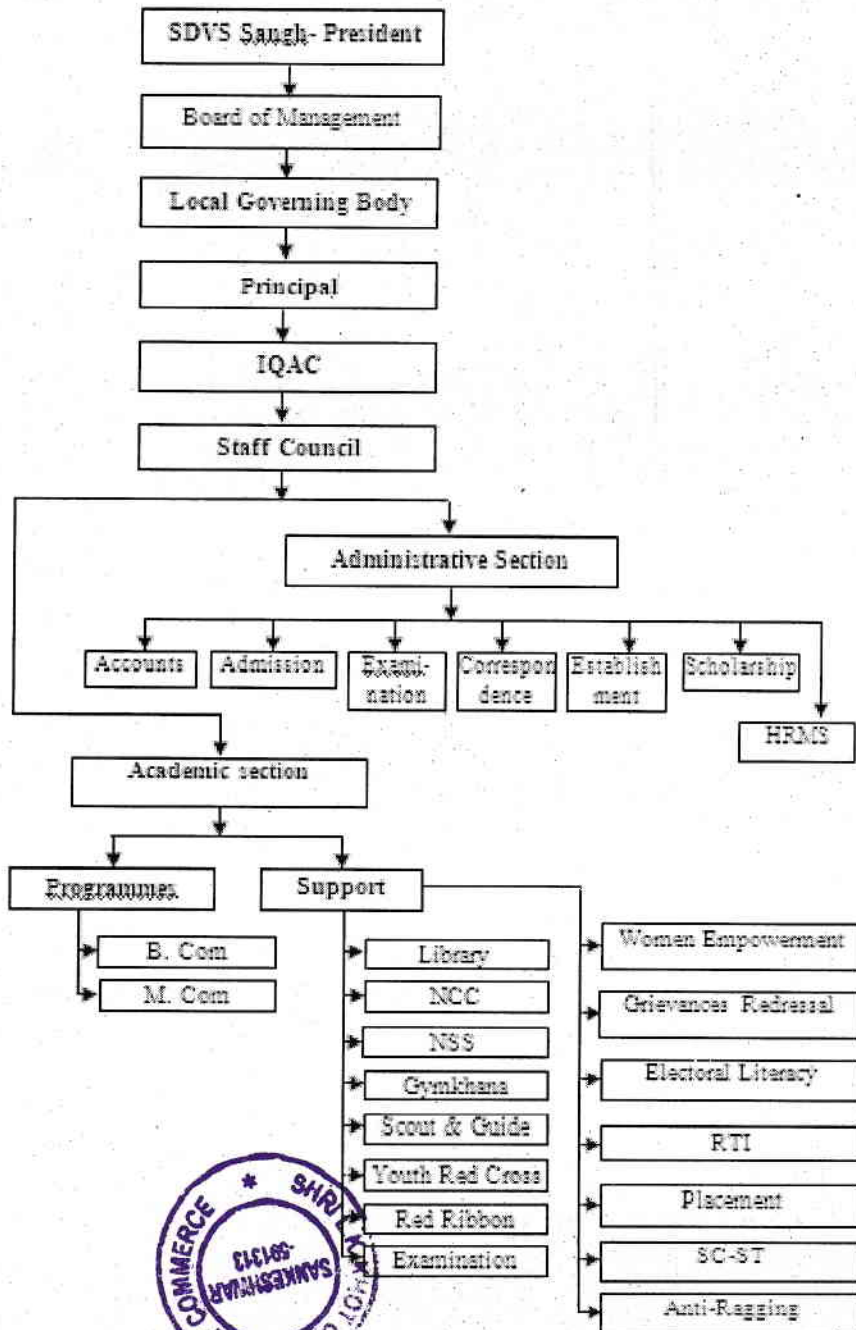 SDVS Sangh- President
Board of Management
Local Governing Body
Principal
IQAC
Staff Council
Administrative Section
Accounts
Admission
Exami-
nation
Correspon
dence
Establish
ment
Scholarship
HRMS
Academic section
Programmes
Support
B. Com
M. Com
Library
NCC
NSS
Gymkhana
Scout & Guide
Youth Red Cross
Red Ribbon
Examination
Women Empowerment
Grievances Redressal
Electoral Literacy
RTI
Placement
SC-ST
Anti-Ragging
COMMERCE * SHRI
SANKESHWAR
-591313